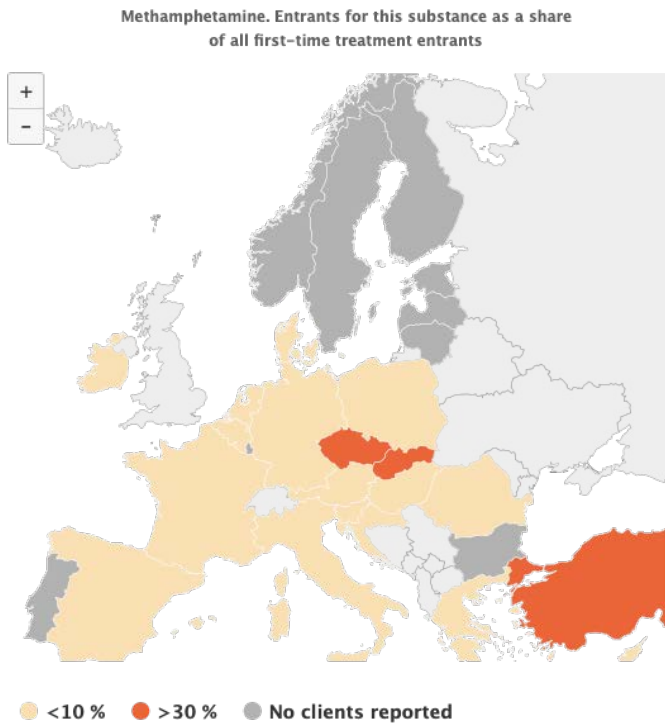 Methamphetamine. Entrants for this substance as a share
of all first-time treatment entrants
+
–
<10 % >30 % No clients reported